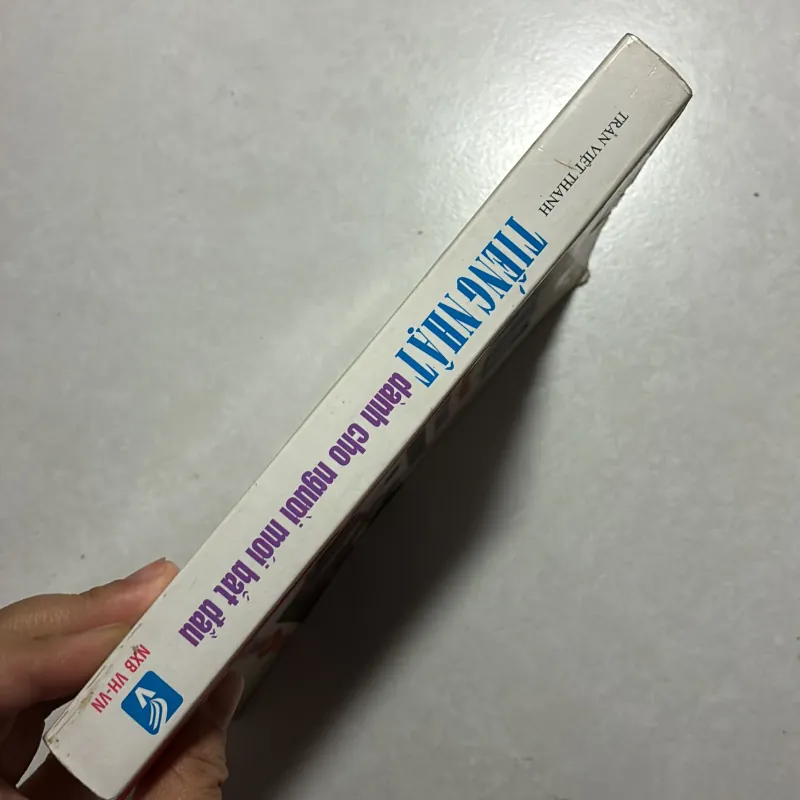 TRẦN VIỆT THANH
TIẾNG NHẬT
dành cho người mới bắt đầu
NXB VH-VN